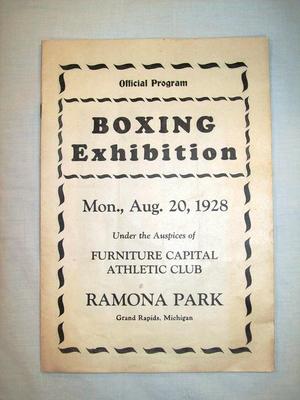 Official Program
BOXING
Exhibition
Mon., Aug. 20, 1928
Under the Auspices of
FURNITURE CAPITAL
ATHLETIC CLUB
RAMONA PARK
Grand Rapids, Michigan